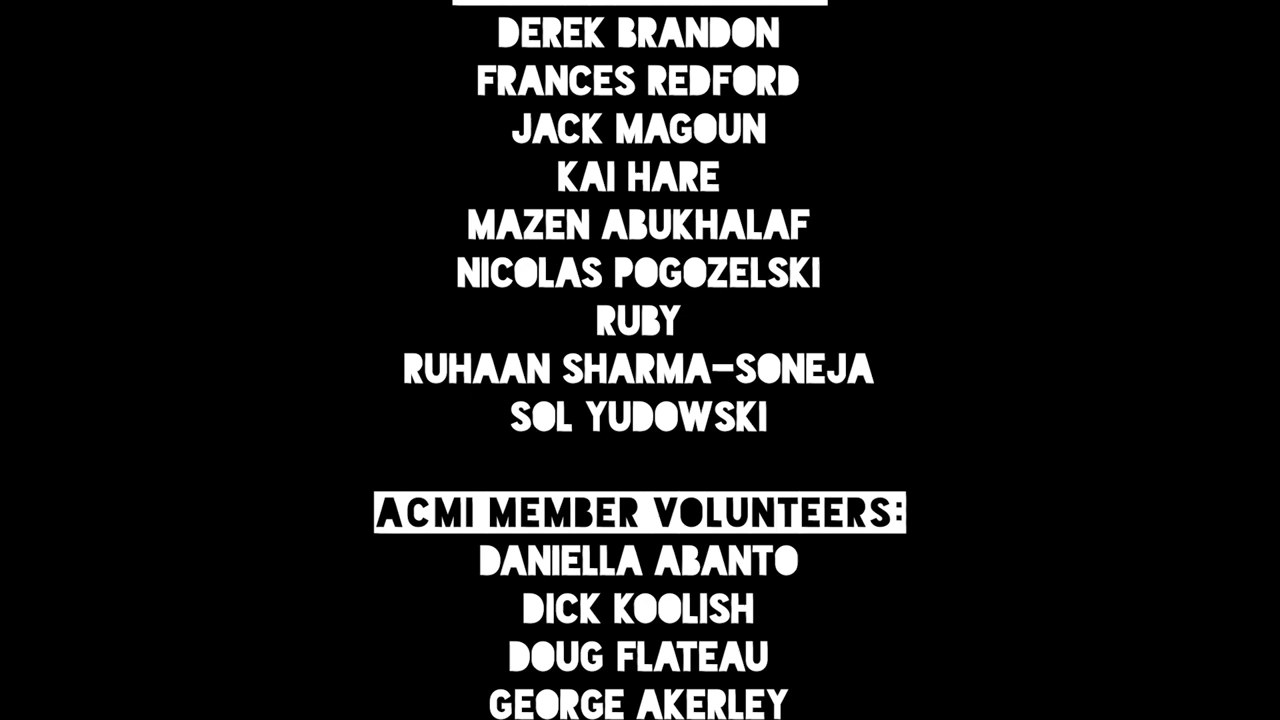 DEREK BRANDON
FRANCES REDFORD
JACK MAGOUN
KAI HARE
MAZEN ABUKHALAF
NICOLAS POGOZELSKI
RUBY
RUHAAN SHARMA-SONEJA
SOL YUDOWSKI
ACMI MEMBER VOLUNTEERS:
DANIELLA ABANTO
DICK KOOLISH
DOUG FLATEAU
GEORGE AKERLEY